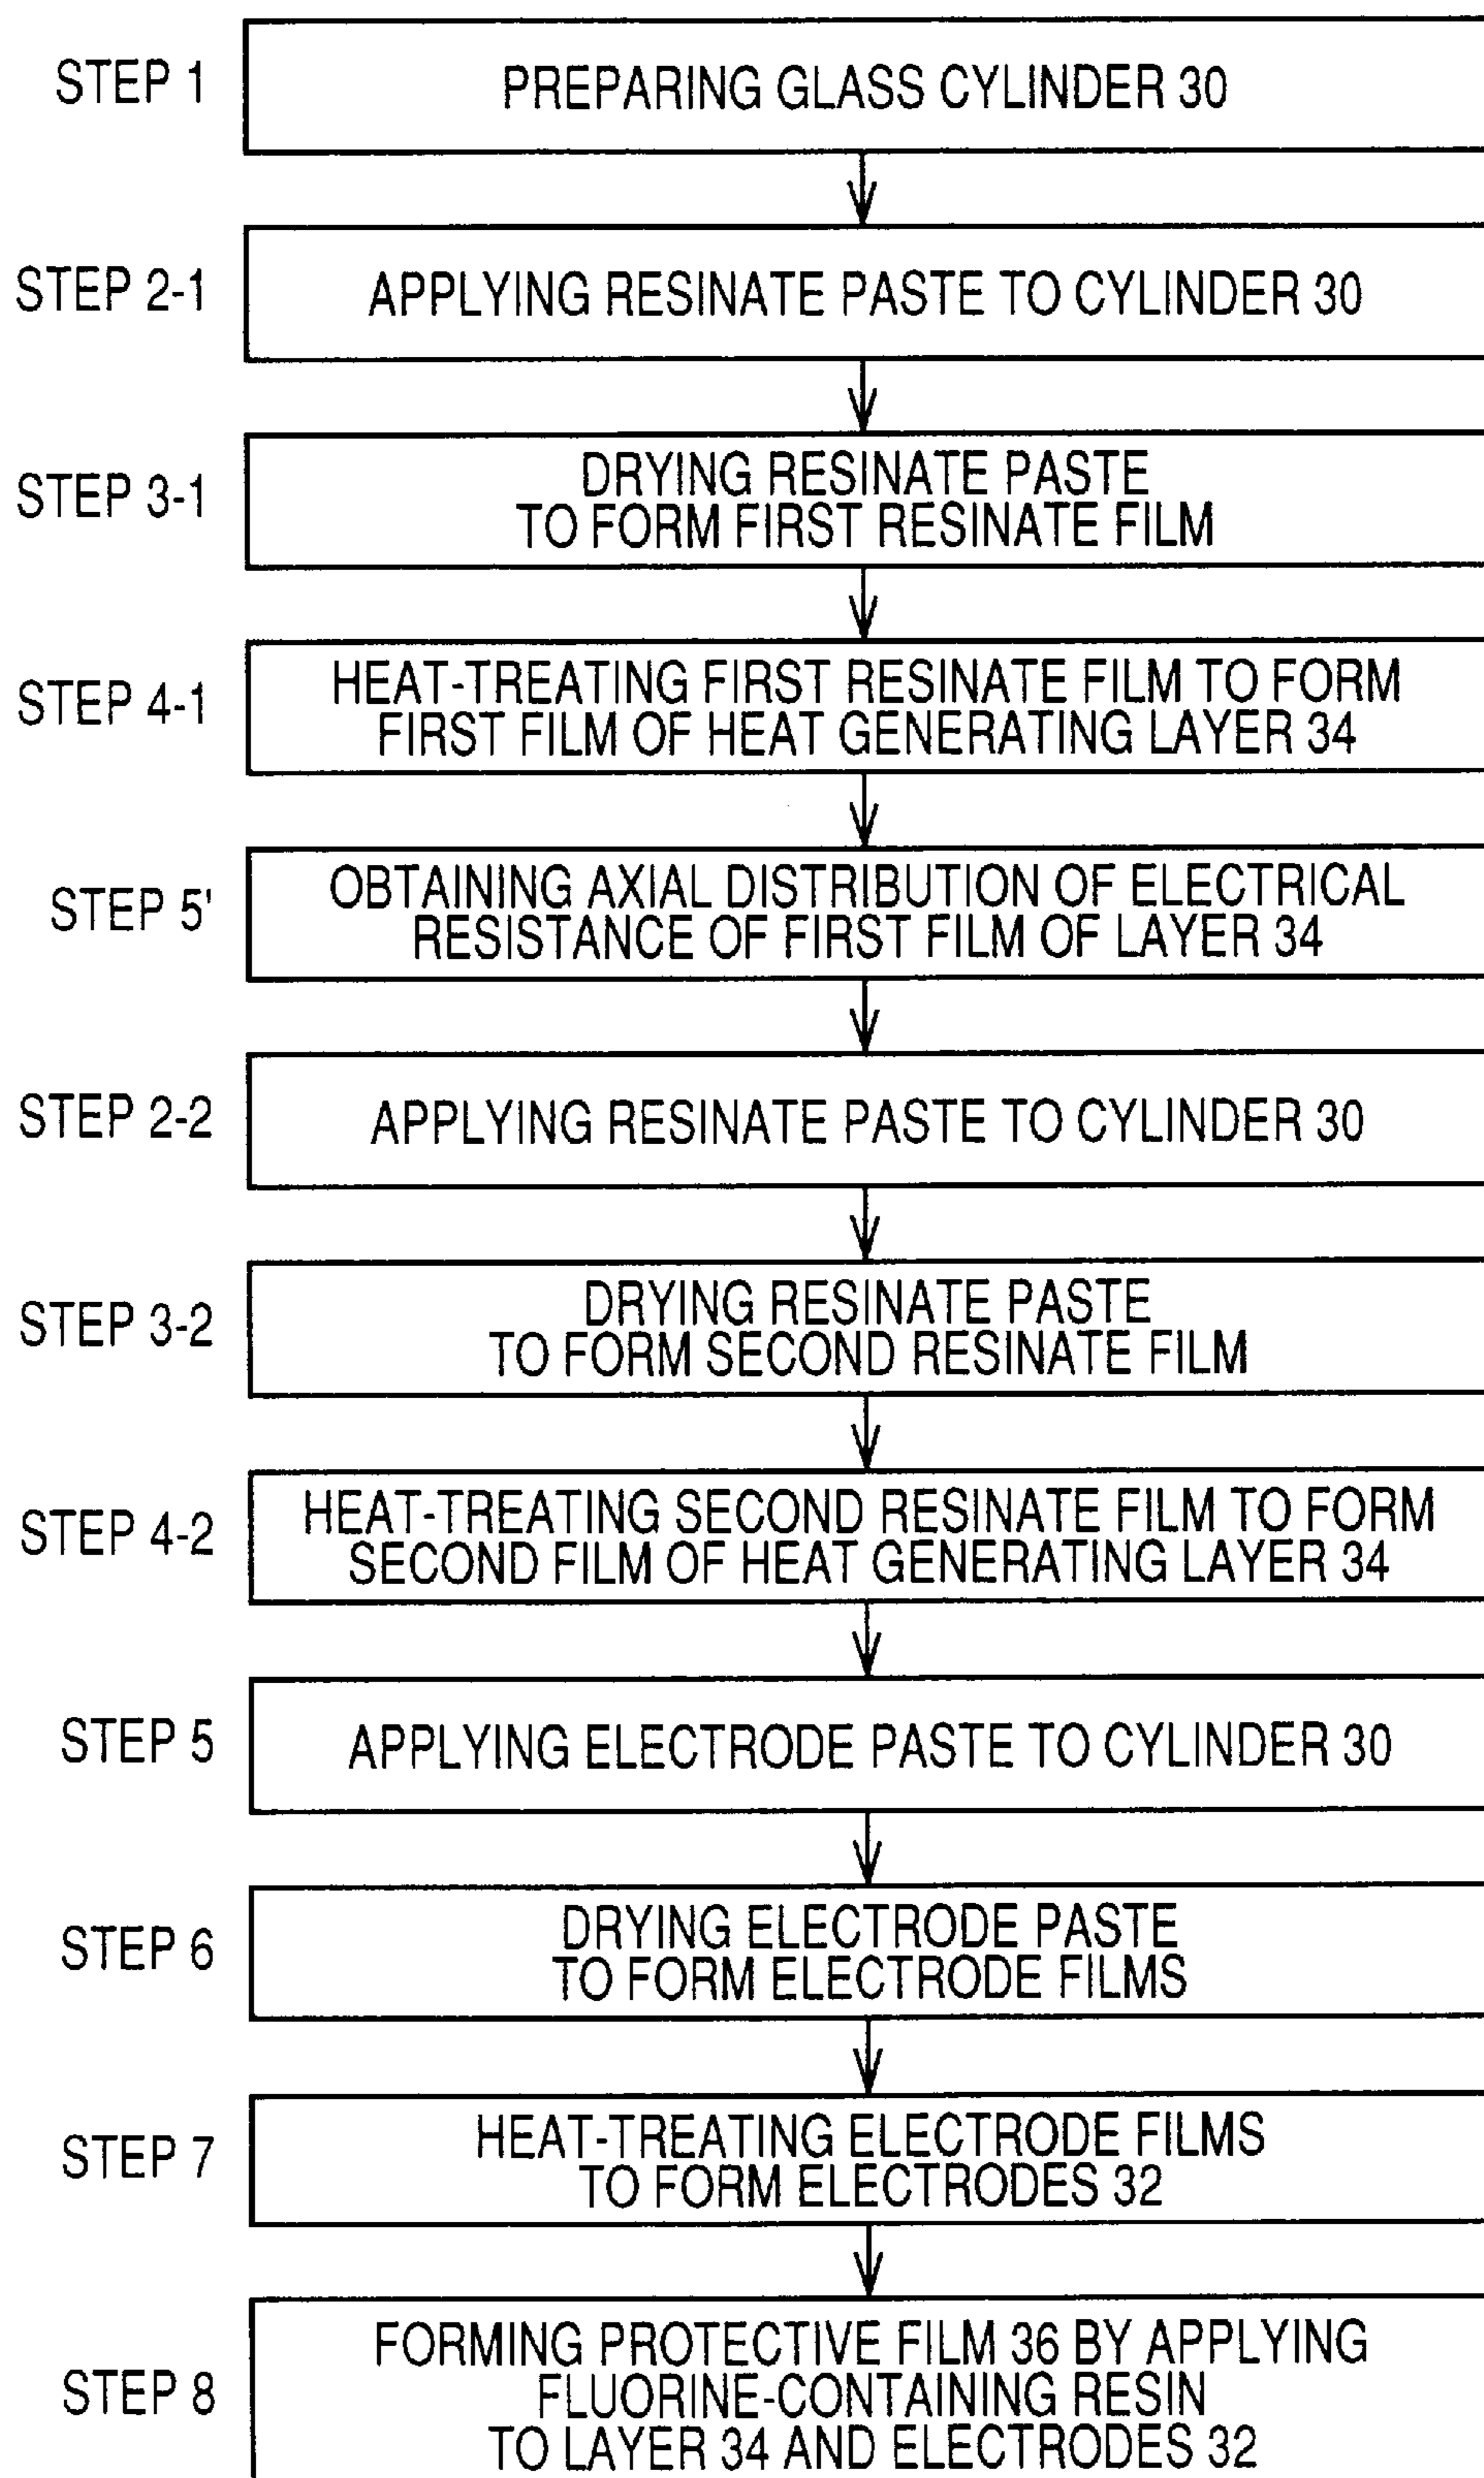 STEP 1
PREPARING GLASS CYLINDER 30
STEP 2-1
APPLYING RESINATE PASTE TO CYLINDER 30
STEP 3-1
DRYING RESINATE PASTE
TO FORM FIRST RESINATE FILM
STEP 4-1
HEAT-TREATING FIRST RESINATE FILM TO FORM
FIRST FILM OF HEAT GENERATING LAYER 34
STEP 5'
OBTAINING AXIAL DISTRIBUTION OF ELECTRICAL
RESISTANCE OF FIRST FILM OF LAYER 34
STEP 2-2
APPLYING RESINATE PASTE TO CYLINDER 30
STEP 3-2
DRYING RESINATE PASTE
TO FORM SECOND RESINATE FILM
STEP 4-2
HEAT-TREATING SECOND RESINATE FILM TO FORM
SECOND FILM OF HEAT GENERATING LAYER 34
STEP 5
APPLYING ELECTRODE PASTE TO CYLINDER 30
STEP 6
DRYING ELECTRODE PASTE
TO FORM ELECTRODE FILMS
STEP 7
HEAT-TREATING ELECTRODE FILMS
TO FORM ELECTRODES 32
STEP 8
FORMING PROTECTIVE FILM 36 BY APPLYING
FLUORINE-CONTAINING RESIN
TO LAYER 34 AND ELECTRODES 32